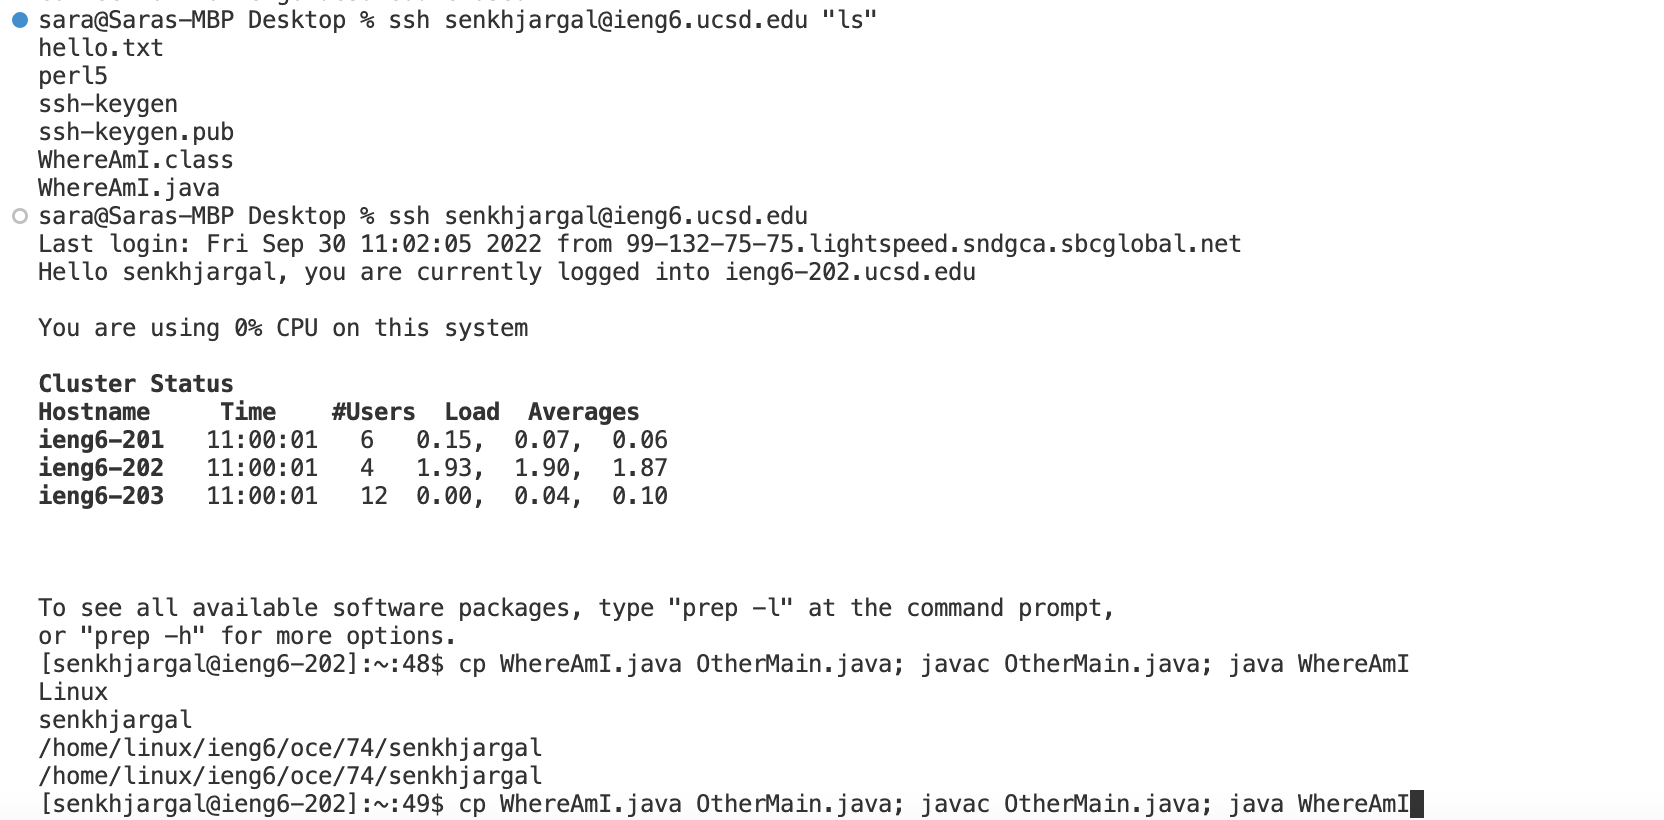 sara@Saras-MBP Desktop % ssh senkhjargal@ieng6.ucsd.edu "ls"
hello.txt
perl5
ssh-keygen
ssh-keygen.pub
WhereAmI.class
WhereAmI.java
sara@Saras-MBP Desktop % ssh senkhjargal@ieng6.ucsd.edu
Last login: Fri Sep 30 11:02:05 2022 from 99-132-75-75.lightspeed.sndgca.sbcglobal.net
Hello senkhjargal, you are currently logged into ieng6-202.ucsd.edu
You are using 0% CPU on this system
Cluster Status
Hostname     Time    #Users  Load  Averages
ieng6-201   11:00:01   6   0.15,  0.07,  0.06
ieng6-202   11:00:01   4   1.93,  1.90,  1.87
ieng6-203   11:00:01   12  0.00,  0.04,  0.10
To see all available software packages, type "prep -l" at the command prompt,
or "prep -h" for more options.
[senkhjargal@ieng6-202]:~:48$ cp WhereAmI.java OtherMain.java; javac OtherMain.java; java WhereAmI
Linux
senkhjargal
/home/linux/ieng6/oce/74/senkhjargal
/home/linux/ieng6/oce/74/senkhjargal
[senkhjargal@ieng6-202]:~:49$ cp WhereAmI.java OtherMain.java; javac OtherMain.java; java WhereAmI